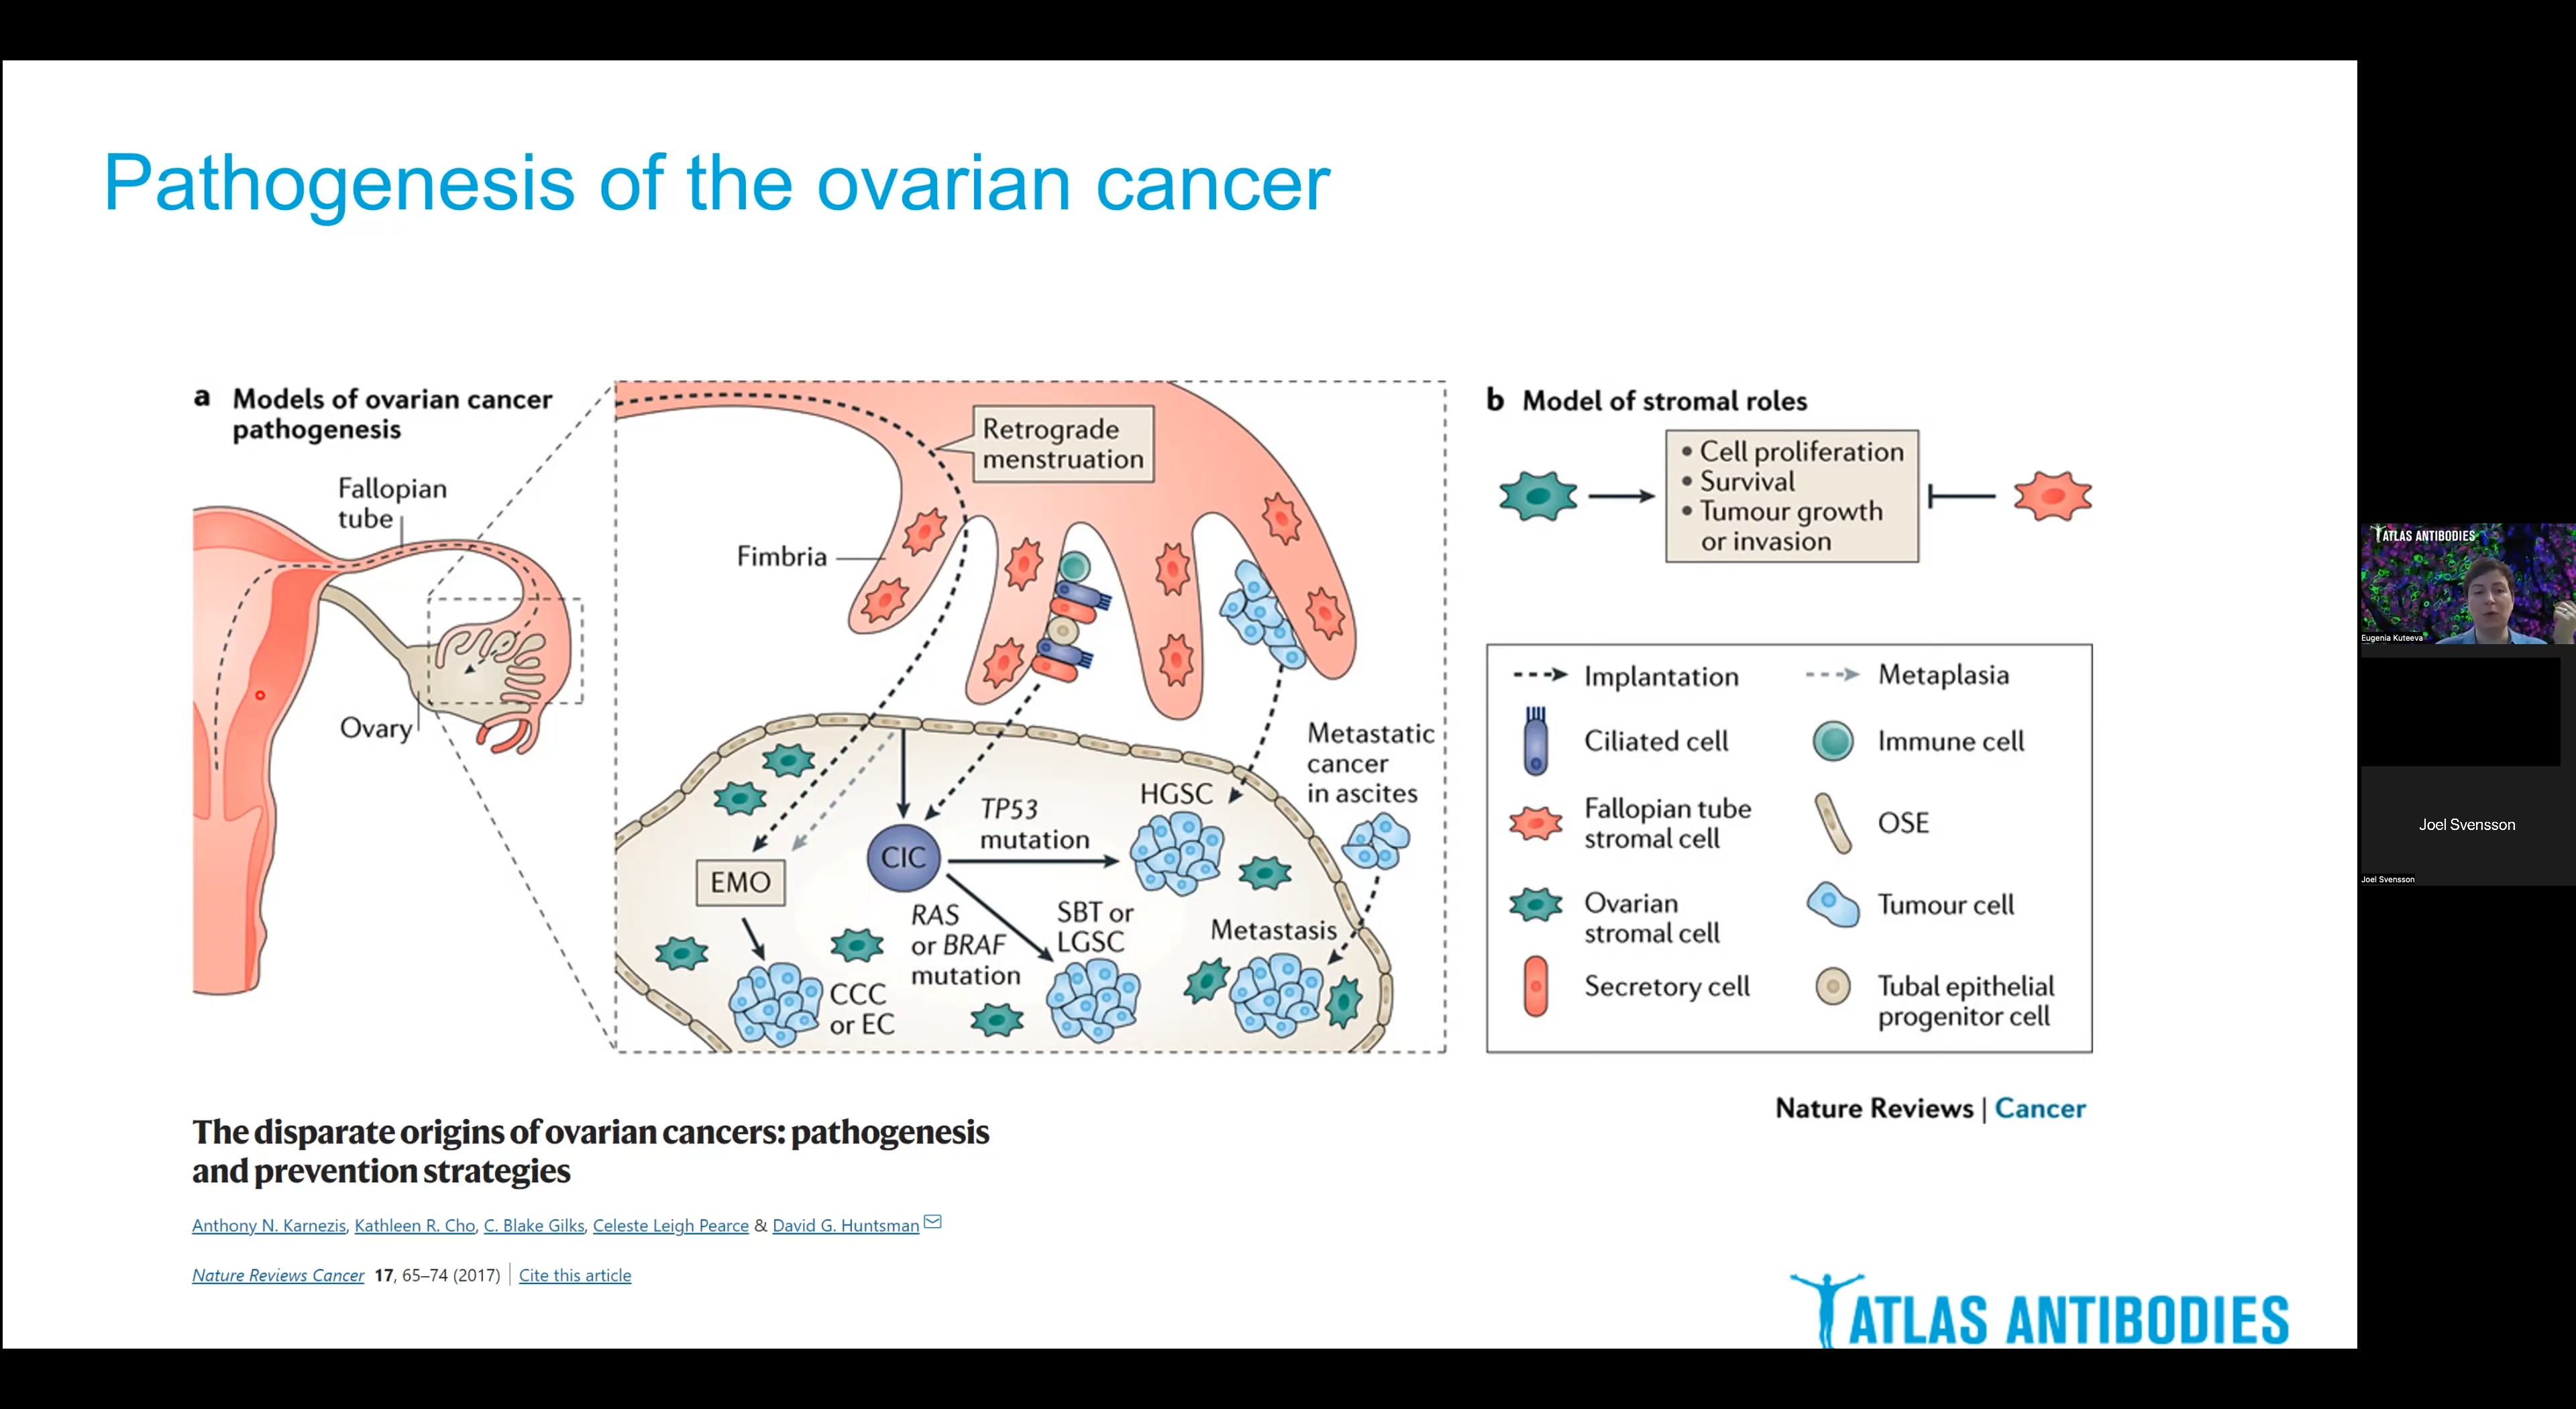 Pathogenesis of the ovarian cancer
a Models of ovarian cancer
pathogenesis
Fallopian
tube
Ovary
Retrograde
menstruation
Fimbria
EMO
CIC
TP53
mutation
HGSC
RAS
or BRAF
mutation
SBT or
LGSC
CCC
or EC
Metastasis
Metastatic
cancer
in ascites
b Model of stromal roles
• Cell proliferation
• Survival
• Tumour growth
or invasion
Implantation
Metaplasia
Ciliated cell
Immune cell
Fallopian tube
stromal cell
OSE
Ovarian
stromal cell
Tumour cell
Secretory cell
Tubal epithelial
progenitor cell
Nature Reviews | Cancer
The disparate origins of ovarian cancers: pathogenesis
and prevention strategies
Anthony N. Karnezis, Kathleen R. Cho, C. Blake Gilks, Celeste Leigh Pearce & David G. Huntsman
Nature Reviews Cancer 17, 65–74 (2017) | Cite this article
ATLAS ANTIBODIES
ATLAS ANTIBODIES
Eugenia Kuteeva
Joel Svensson
Joel Svensson